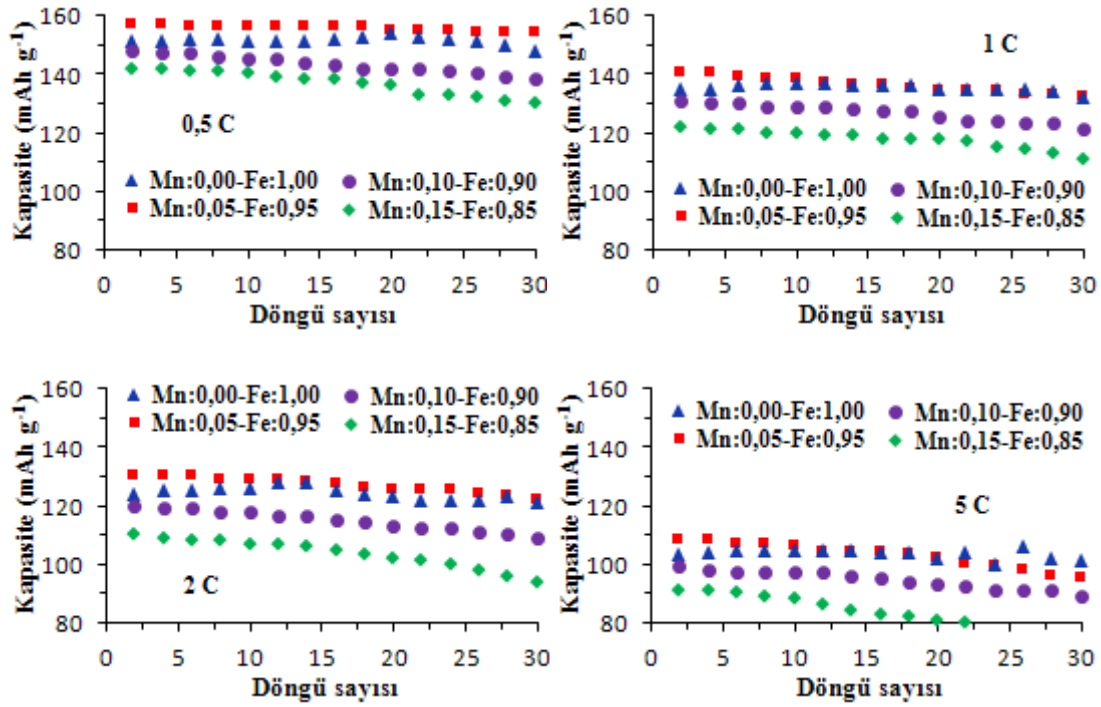 160
140
120
100
80
Kapasite (mAh g-1)
0,5 C
Mn:0,00-Fe:1,00
Mn:0,10-Fe:0,90
Mn:0,05-Fe:0,95
Mn:0,15-Fe:0,85
0 5 10 15 20 25 30
Döngü sayısı
160
140
120
100
80
Kapasite (mAh g-1)
1 C
Mn:0,00-Fe:1,00
Mn:0,10-Fe:0,90
Mn:0,05-Fe:0,95
Mn:0,15-Fe:0,85
0 5 10 15 20 25 30
Döngü sayısı
160
140
120
100
80
Kapasite (mAh g-1)
Mn:0,00-Fe:1,00
Mn:0,10-Fe:0,90
Mn:0,05-Fe:0,95
Mn:0,15-Fe:0,85
2 C
0 5 10 15 20 25 30
Döngü sayısı
160
140
120
100
80
Kapasite (mAh g-1)
Mn:0,00-Fe:1,00
Mn:0,10-Fe:0,90
Mn:0,05-Fe:0,95
Mn:0,15-Fe:0,85
5 C
0 5 10 15 20 25 30
Döngü sayısı